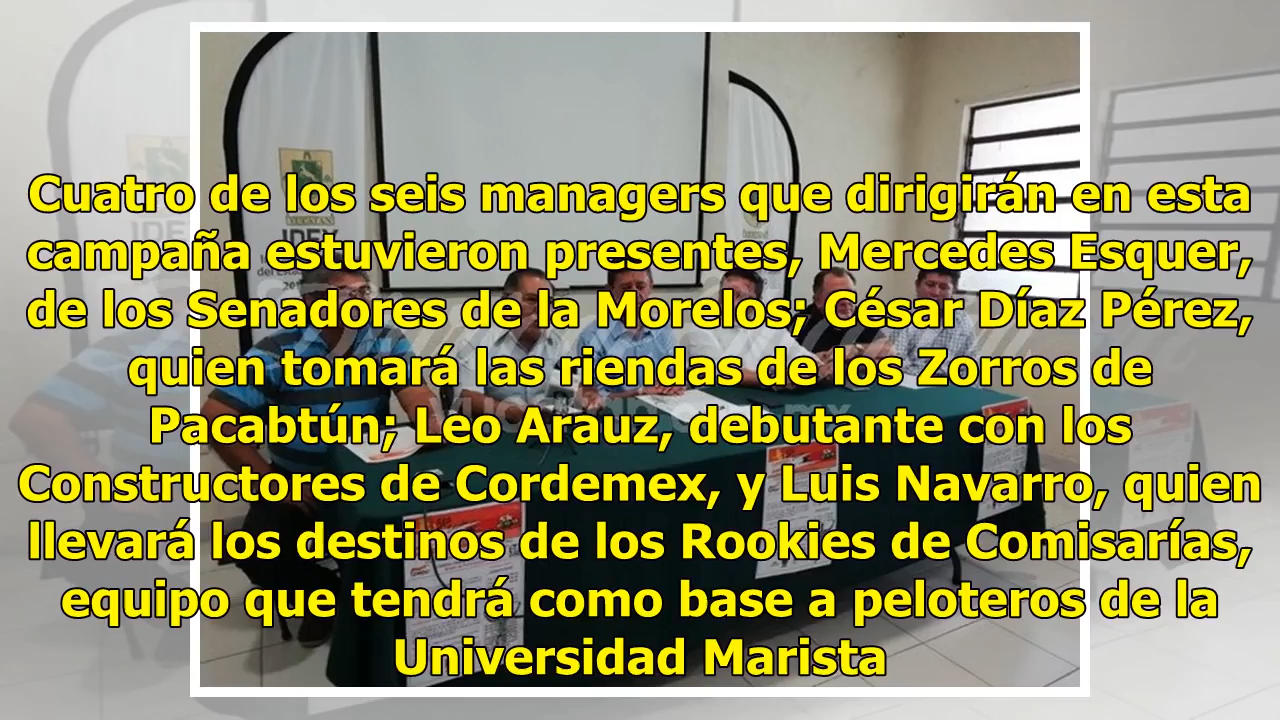 Cuatro de los seis managers que dirigirán en esta
campaña estuvieron presentes, Mercedes Esquer,
de los Senadores de la Morelos; César Díaz Pérez,
quien tomará las riendas de los Zorros de
Pacabtún; Leo Arauz, debutante con los
Constructores de Cordemex, y Luis Navarro, quien
llevará los destinos de los Rookies de Comisarías,
equipo que tendrá como base a peloteros de la
Universidad Marista